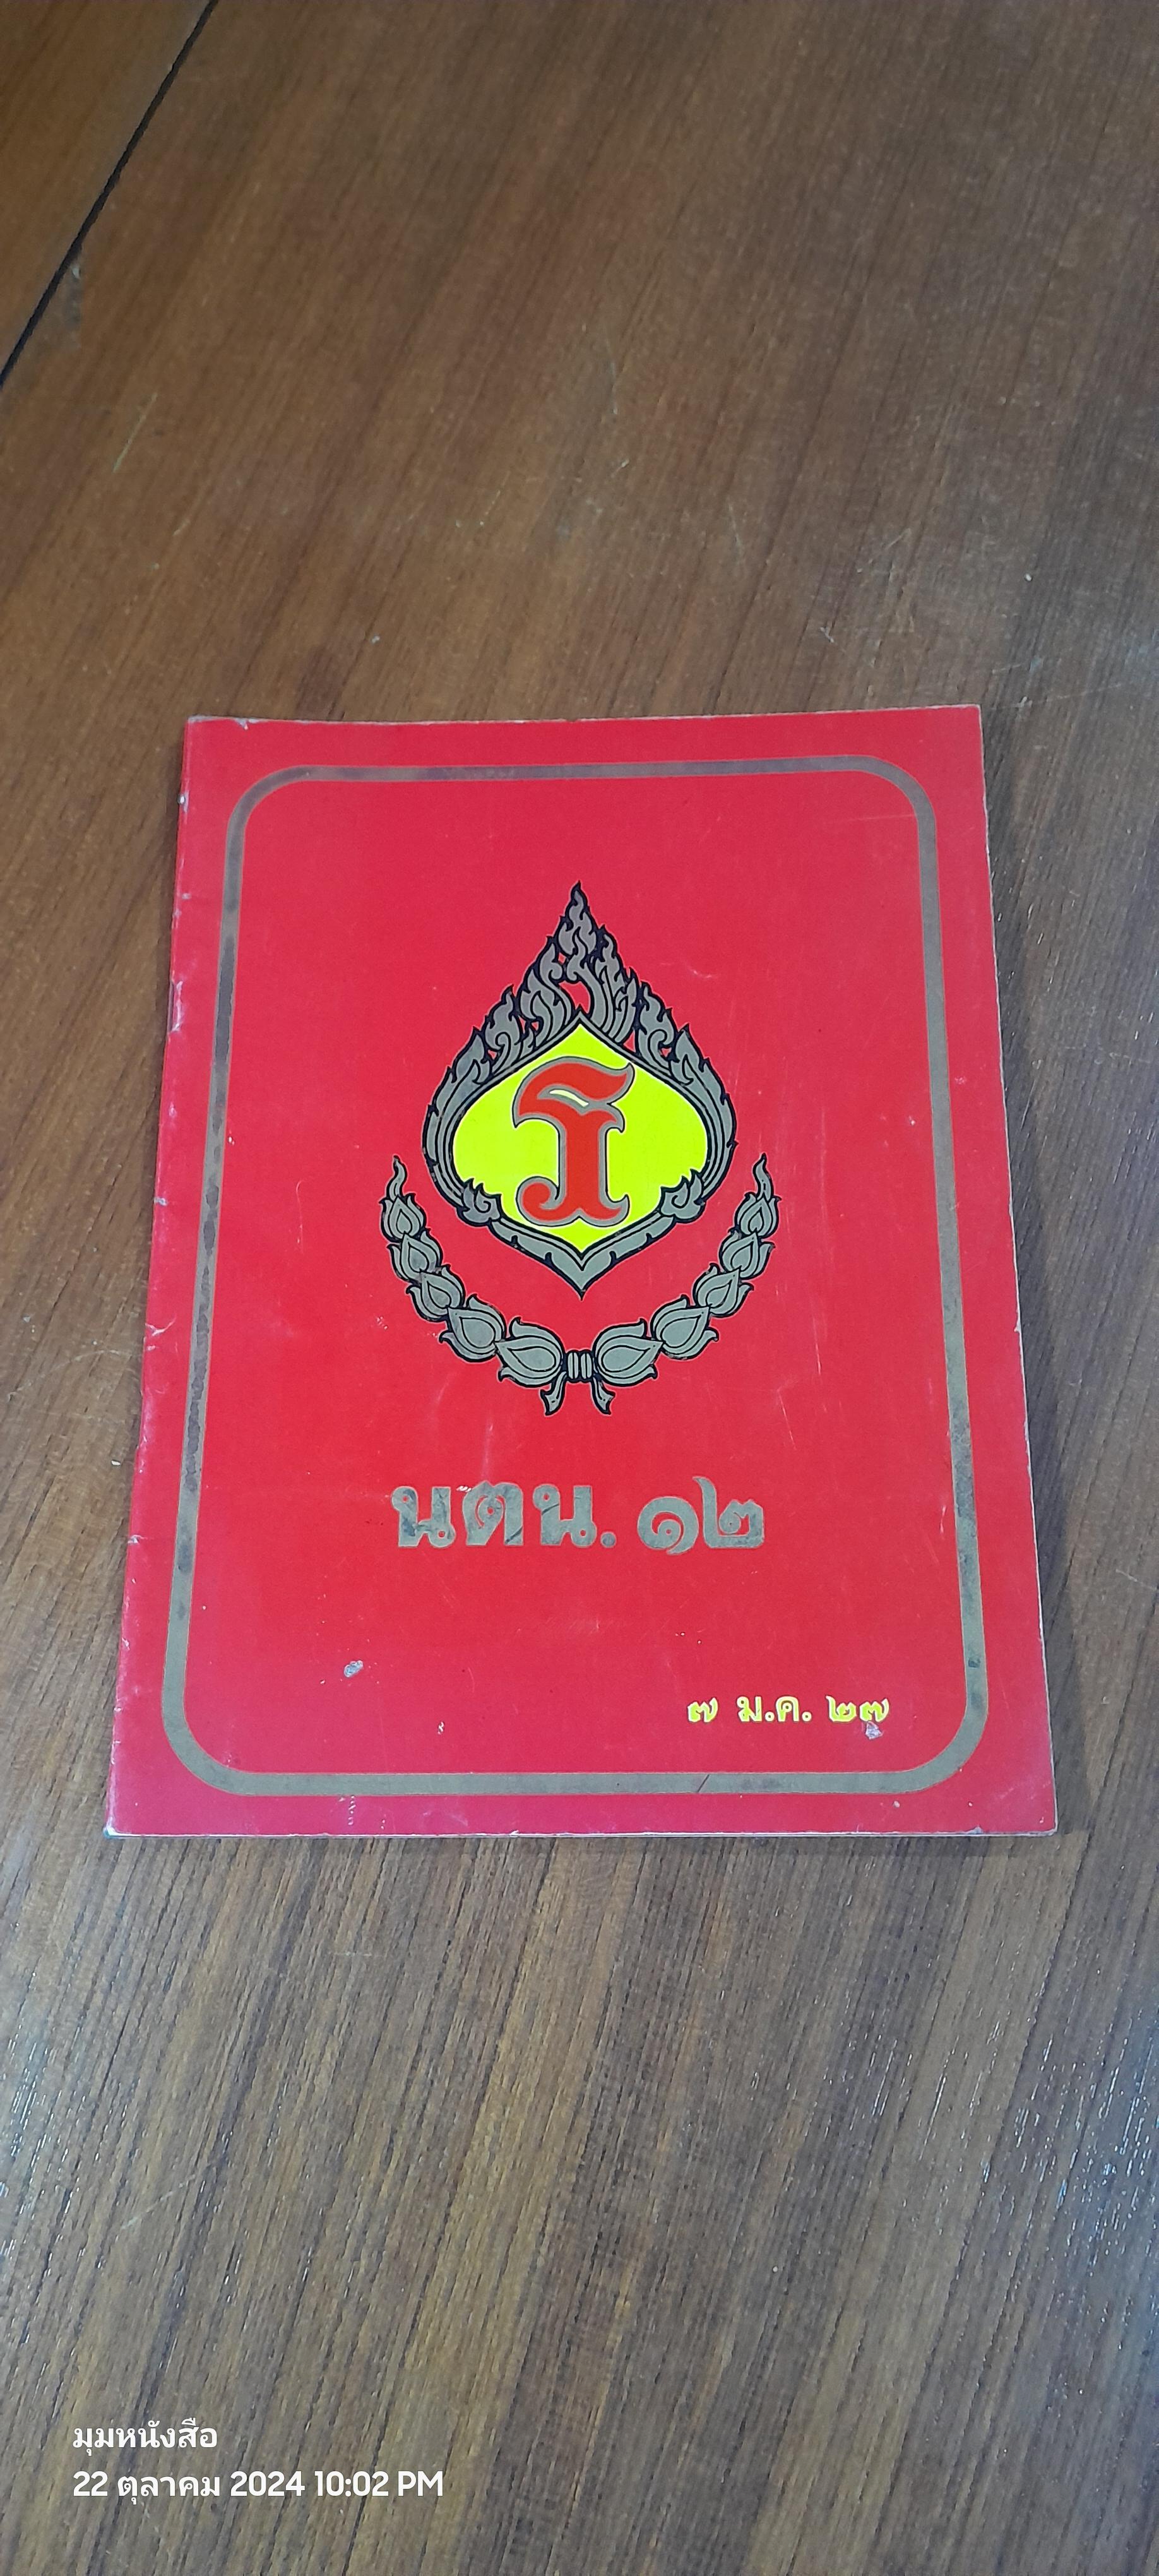 ร
นตน. ๑๒
๗ ม.ค. ๒๗
มุมหนังสือ
22 ตุลาคม 2024 10:02 PM